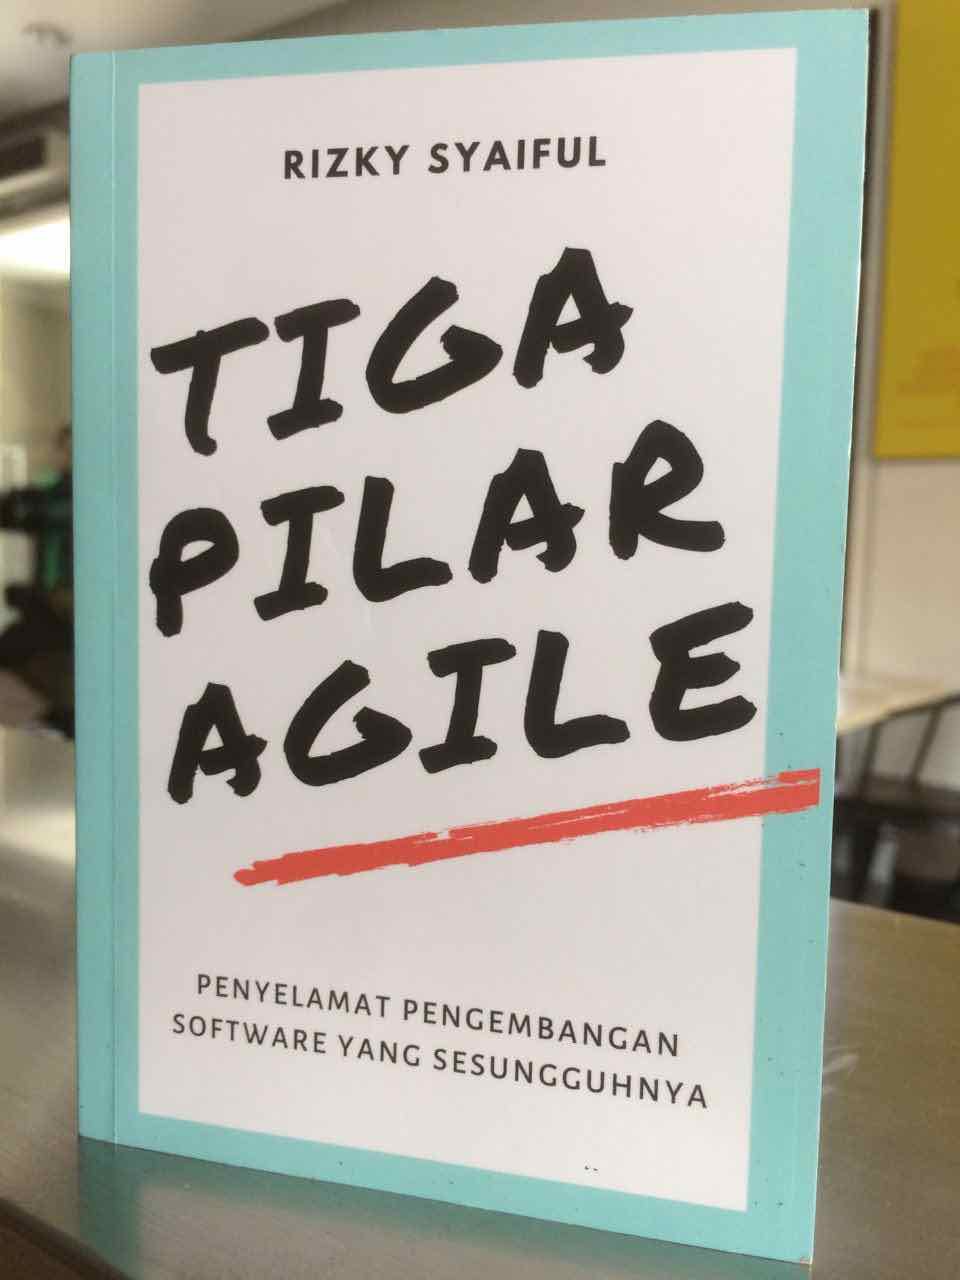 RIZKY SYAIFUL
TIGA
PILAR
AGILE
PENYELAMAT PENGEMBANGAN
SOFTWARE YANG SESUNGGUHNYA